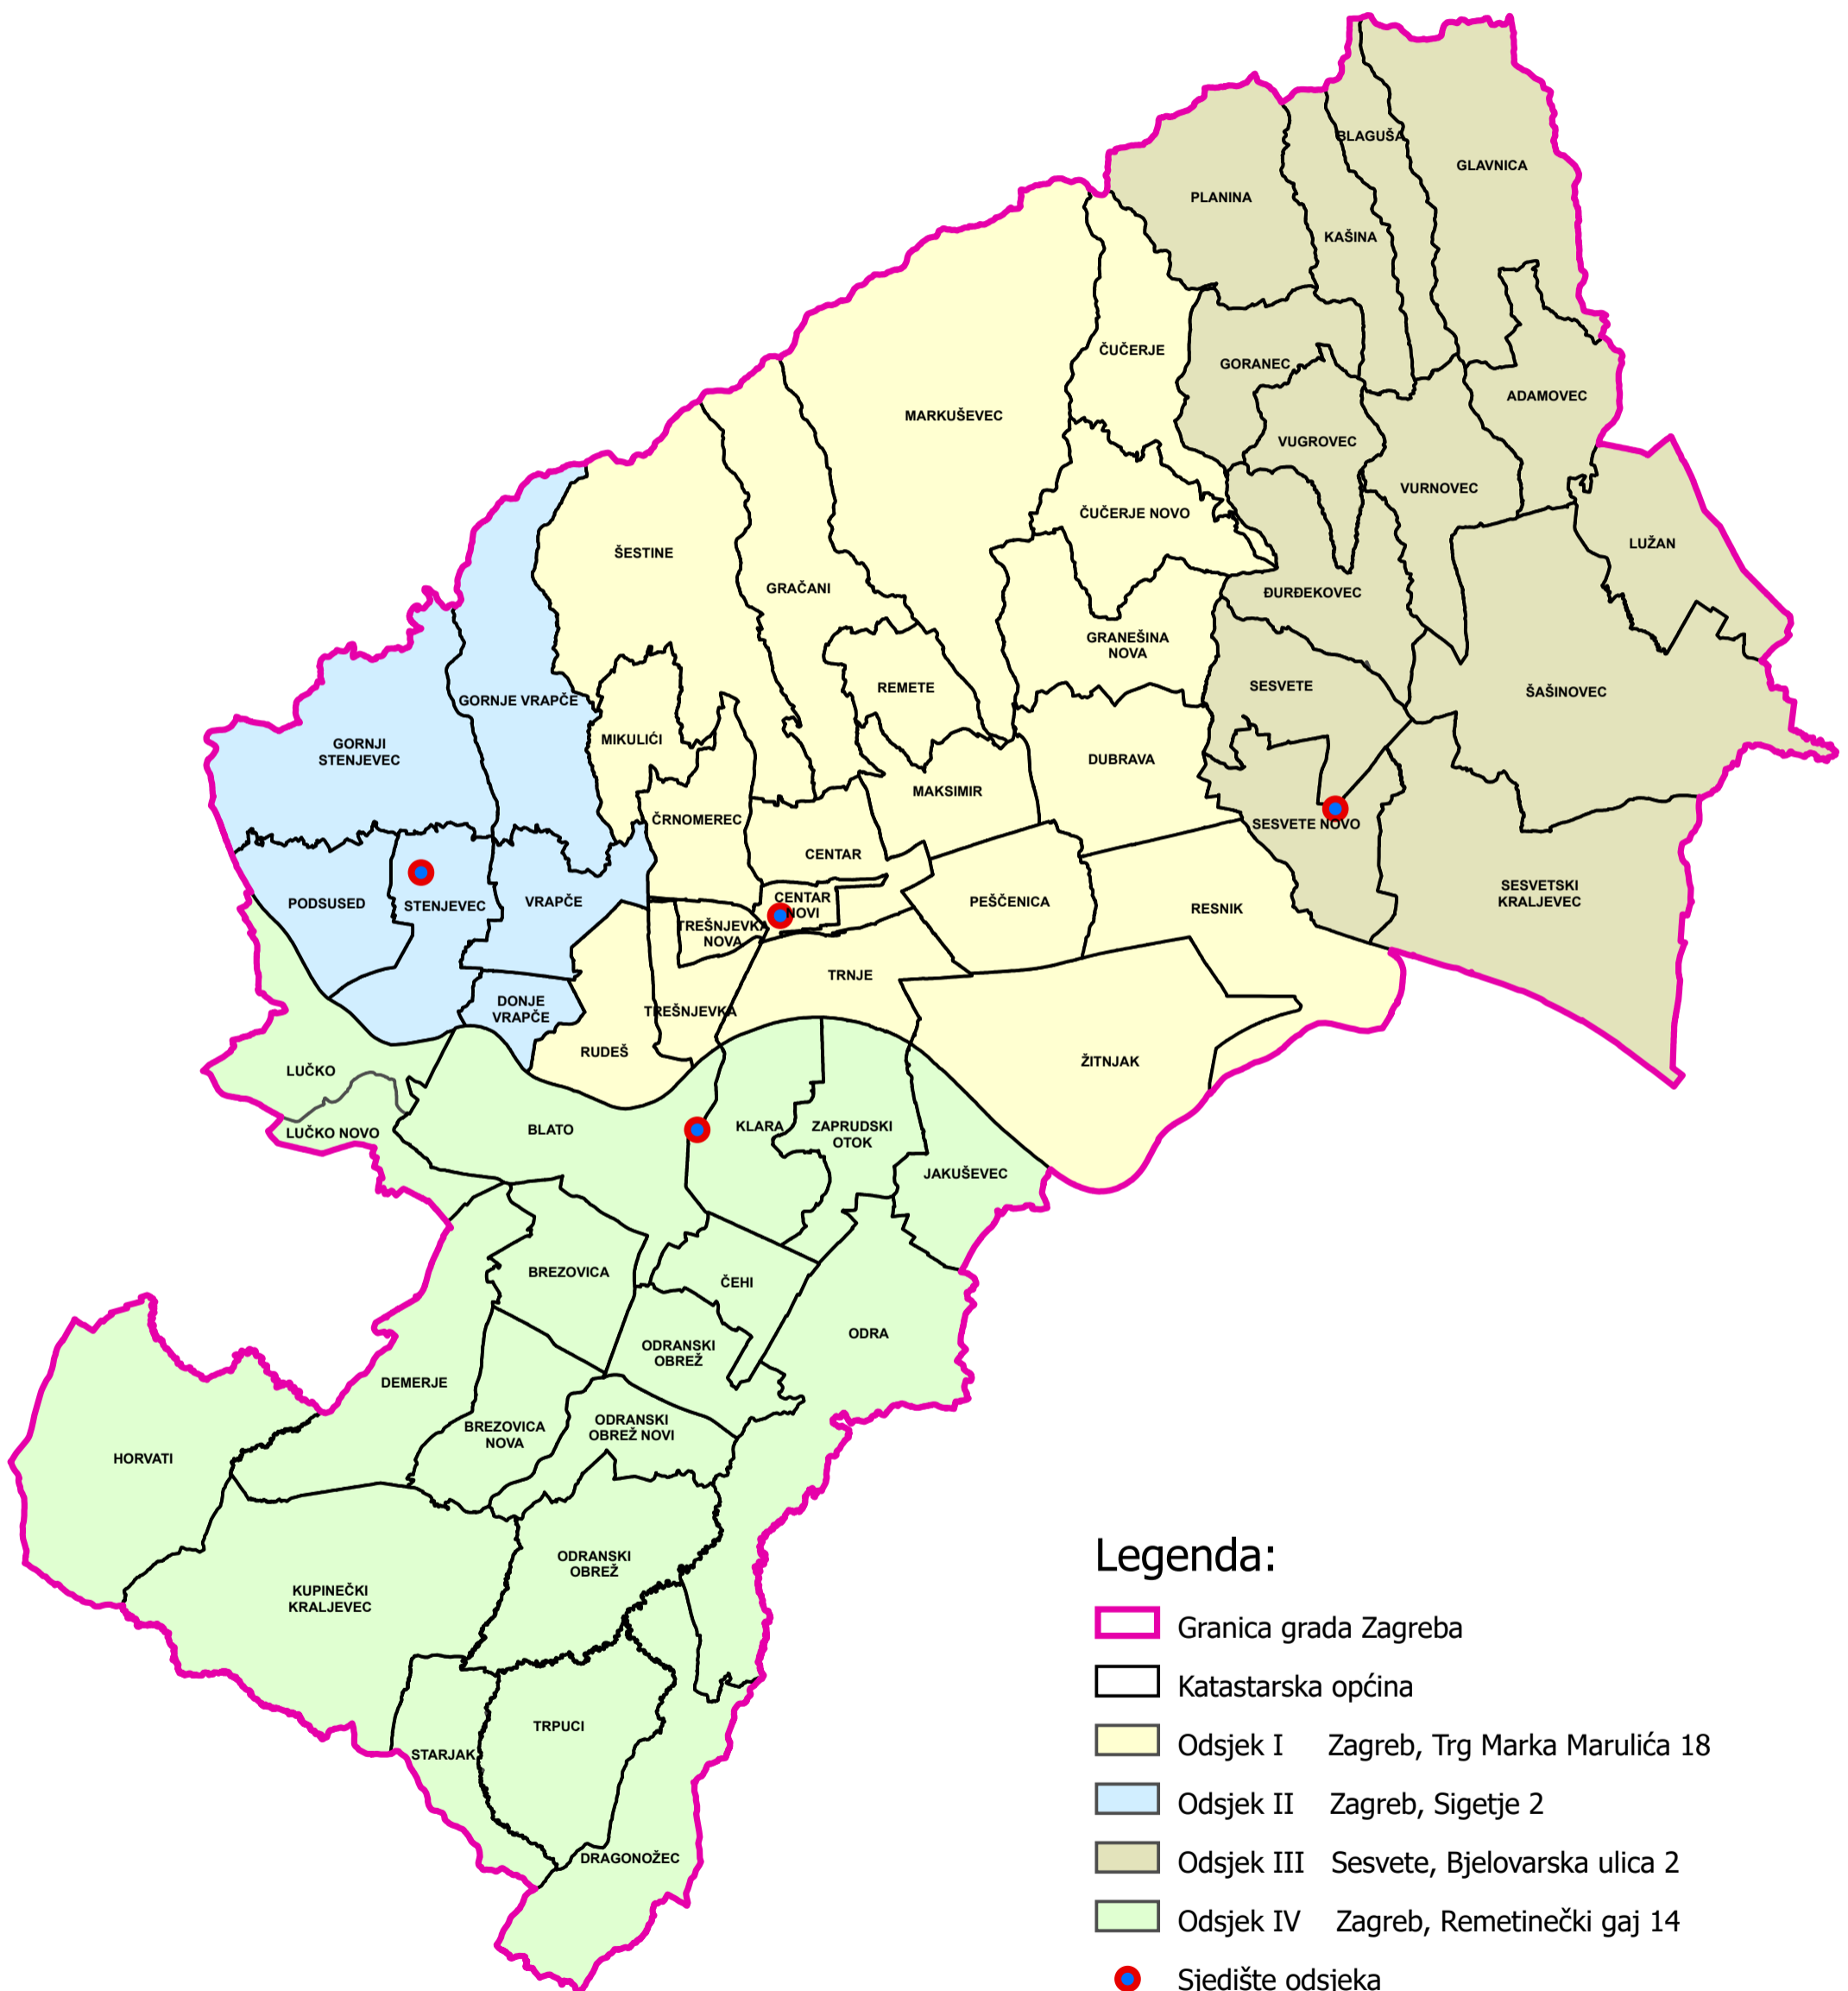 BLAGUŠA
GLAVNICA
PLANINA
KAŠINA
ČUČERJE
GORANEC
ADAMOVEC
MARKUŠEVEC
VUGROVEC
VURNOVEC
ČUČERJE NOVO
LUŽAN
ŠESTINE
GRAČANI
ĐURĐEKOVEC
GRANEŠINA
NOVA
REMETE
SESVETE
ŠAŠINOVEC
GORNJE VRAPČE
MIKULIĆI
GORNJI
STENJEVEC
DUBRAVA
MAKSIMIR
ČRNOMEREC
SESVETE NOVO
CENTAR
SESVETSKI
KRALJEVEC
PODSUSED
STENJEVEC
VRAPČE
CENTAR
NOVI
PEŠČENICA
RESNIK
TREŠNJEVKA
NOVA
TRNJE
DONJE
VRAPČE
TREŠNJEVKA
RUDEŠ
ŽITNJAK
LUČKO
LUČKO NOVO
BLATO
KLARA
ZAPRUDSKI
OTOK
JAKUŠEVEC
BREZOVICA
ČEHI
ODRA
ODRANSKI
OBREŽ
DEMERJE
BREZOVICA
NOVA
ODRANSKI
OBREŽ NOVI
HORVATI
ODRANSKI
OBREŽ
KUPINEČKI
KRALJEVEC
TRPUCI
STARJAK
DRAGONOŽEC
Legenda:
Granica grada Zagreba
Katastarska općina
Odsjek I Zagreb, Trg Marka Marulića 18
Odsjek II Zagreb, Sigetje 2
Odsjek III Sesvete, Bjelovarska ulica 2
Odsjek IV Zagreb, Remetinečki gaj 14
Sjedište odsjeka